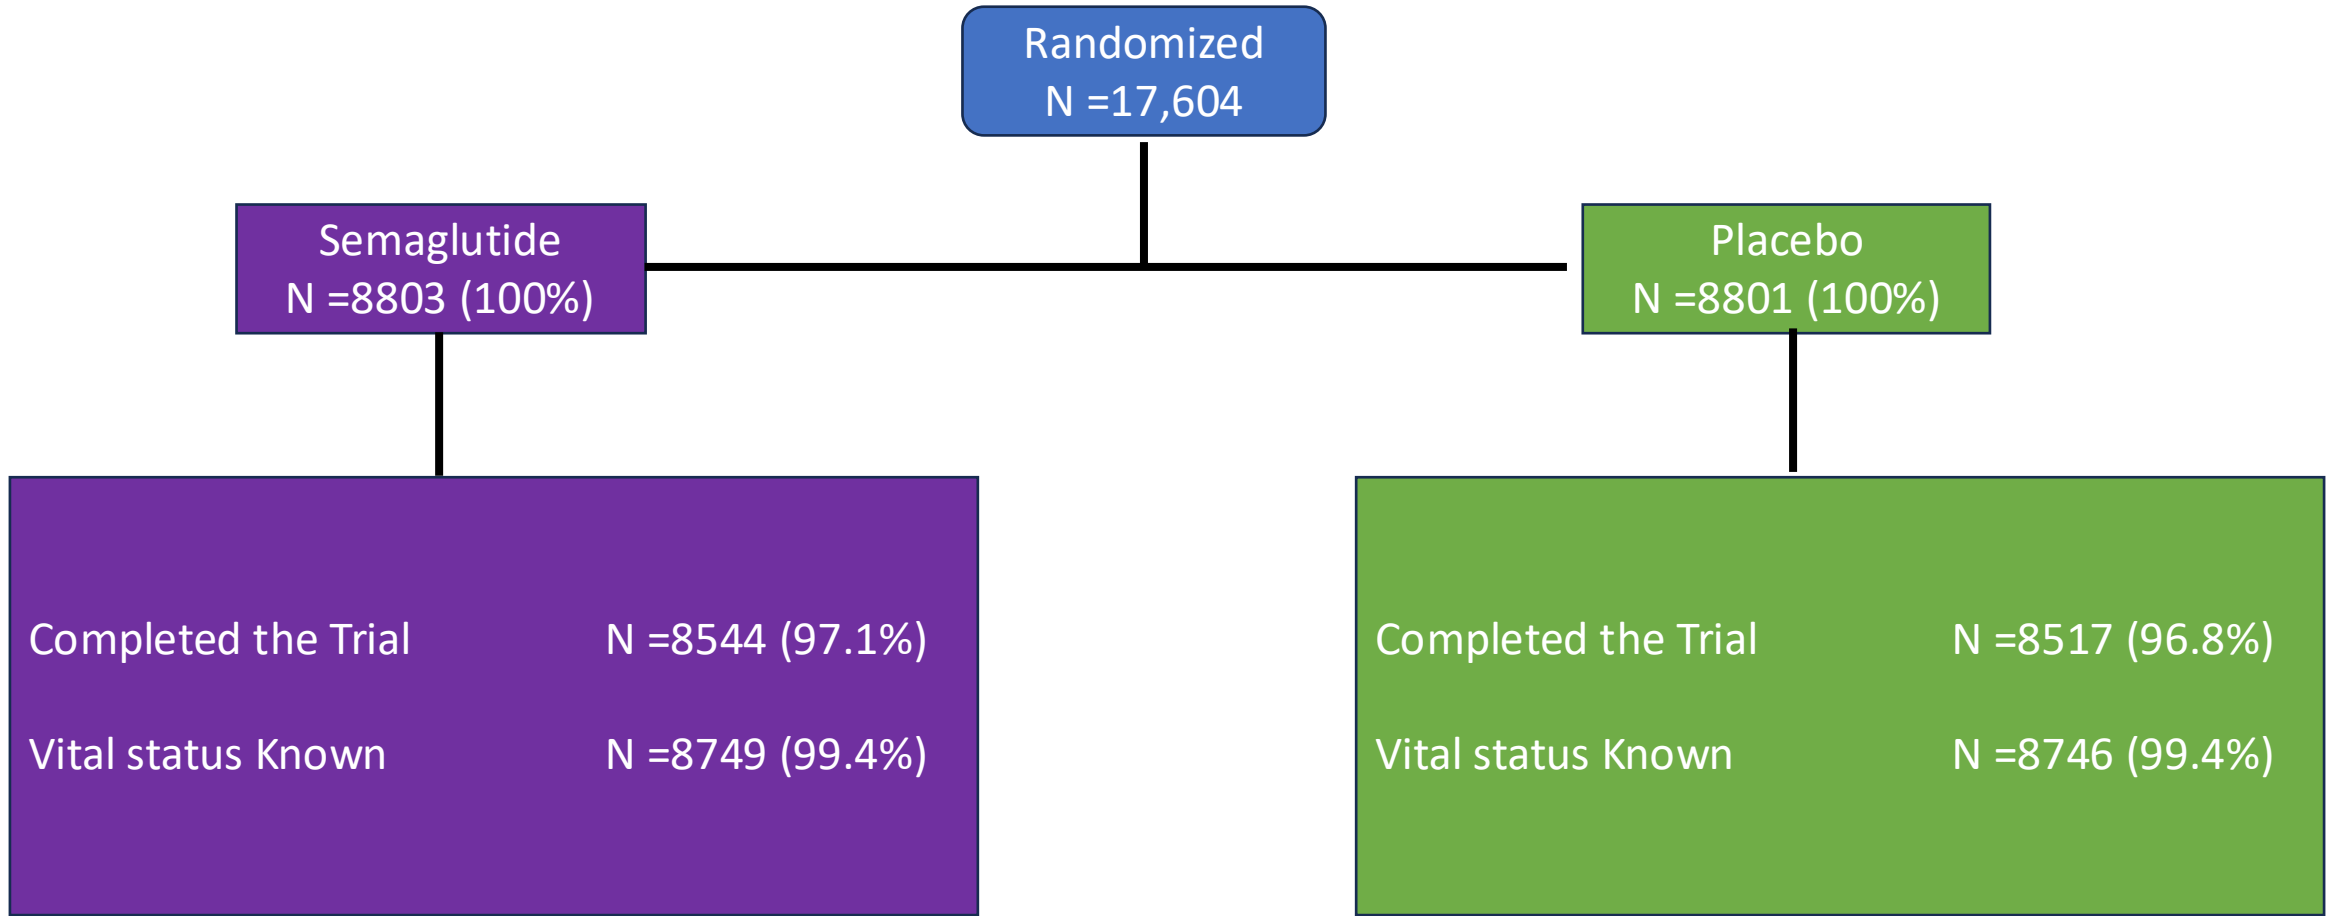 Randomized
N =17,604
Semaglutide
N =8803 (100%)
Placebo
N =8801 (100%)
Completed the Trial N =8544 (97.1%)
Vital status Known N =8749 (99.4%)
Completed the Trial N =8517 (96.8%)
Vital status Known N =8746 (99.4%)